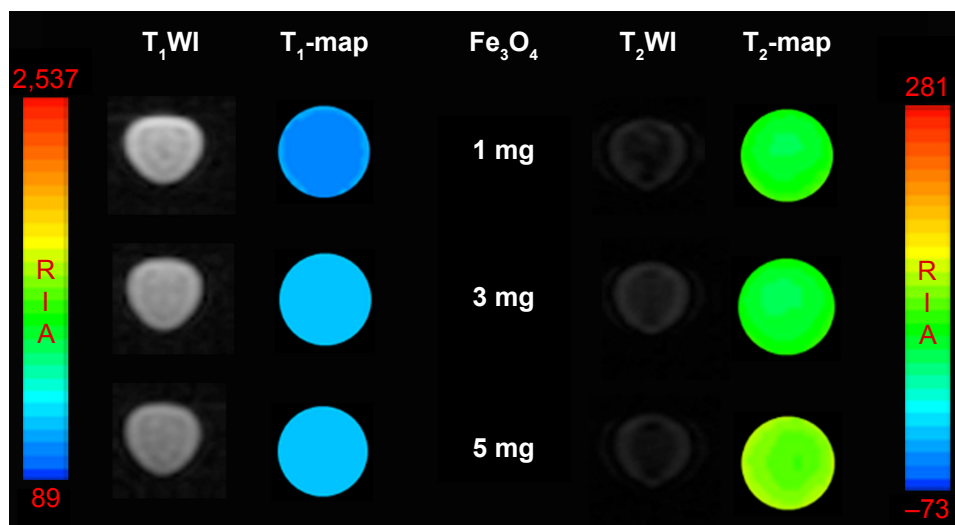 T₁WI T₁-map Fe₃O₄ T₂WI T₂-map
2,537
281
1 mg
R
I
A
3 mg
R
I
A
5 mg
89
–73